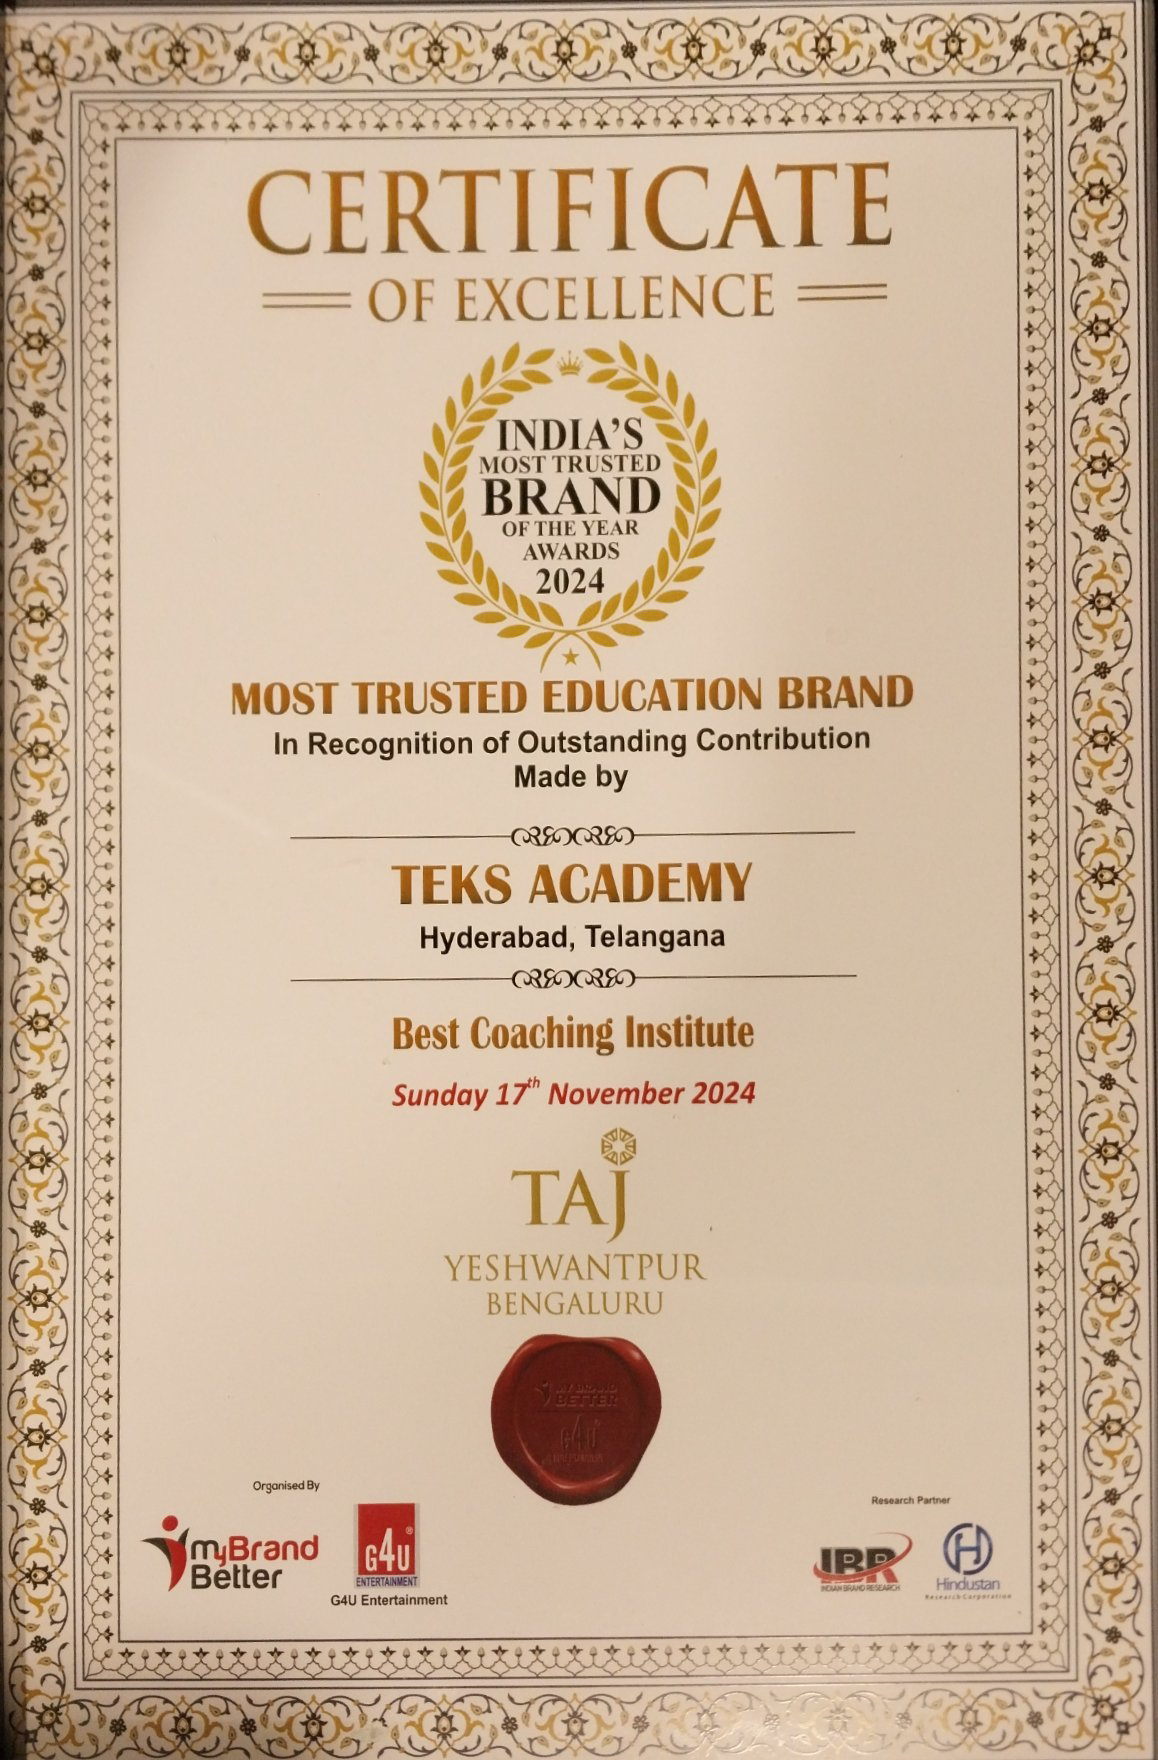 CERTIFICATE
OF EXCELLENCE
INDIA'S
MOST TRUSTED
BRAND
OF THE YEAR
AWARDS
2024
MOST TRUSTED EDUCATION BRAND
In Recognition of Outstanding Contribution
Made by
TEKS ACADEMY
Hyderabad, Telangana
Best Coaching Institute
Sunday 17th November 2024
TAJ
YESHWANTPUR
BENGALURU
MY BRAND
BETTER
G4U
Organised By
myBrand
Better
G4U®
ENTERTAINMENT
G4U Entertainment
Research Partner
IBR
INDIAN BRAND RESEARCH
H
Hindustan
Research Corporation